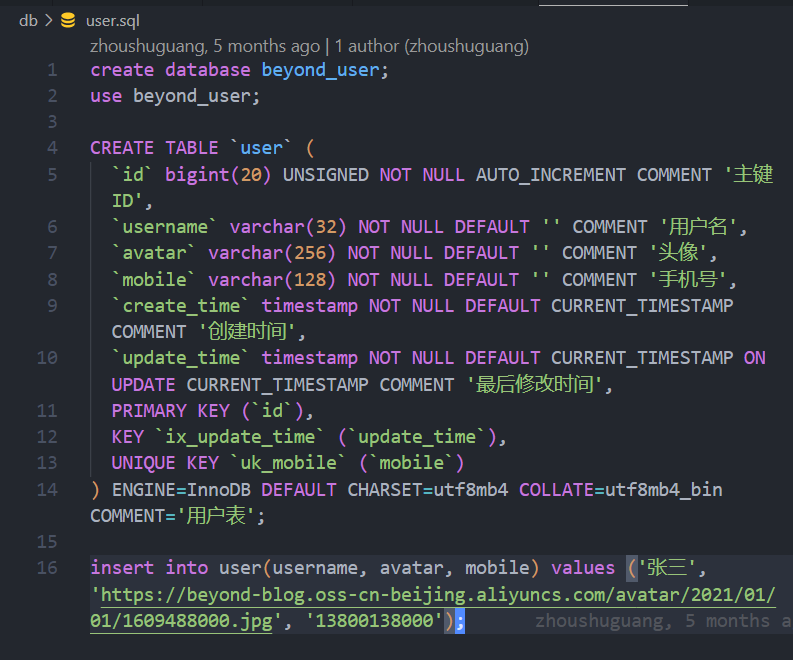 db > user.sql
zhoushuguang, 5 months ago | 1 author (zhoushuguang)
1 create database beyond_user;
2 use beyond_user;
3
4 CREATE TABLE `user` (
5 `id` bigint(20) UNSIGNED NOT NULL AUTO_INCREMENT COMMENT '主键
ID',
6 `username` varchar(32) NOT NULL DEFAULT '' COMMENT '用户名',
7 `avatar` varchar(256) NOT NULL DEFAULT '' COMMENT '头像',
8 `mobile` varchar(128) NOT NULL DEFAULT '' COMMENT '手机号',
9 `create_time` timestamp NOT NULL DEFAULT CURRENT_TIMESTAMP
COMMENT '创建时间',
10 `update_time` timestamp NOT NULL DEFAULT CURRENT_TIMESTAMP ON
UPDATE CURRENT_TIMESTAMP COMMENT '最后修改时间',
11 PRIMARY KEY (`id`),
12 KEY `ix_update_time` (`update_time`),
13 UNIQUE KEY `uk_mobile` (`mobile`)
14 ) ENGINE=InnoDB DEFAULT CHARSET=utf8mb4 COLLATE=utf8mb4_bin
COMMENT='用户表';
15
16 insert into user(username, avatar, mobile) values ('张三',
'https://beyond-blog.oss-cn-beijing.aliyuncs.com/avatar/2021/01/
01/1609488000.jpg', '13800138000'); zhoushuguang, 5 months a